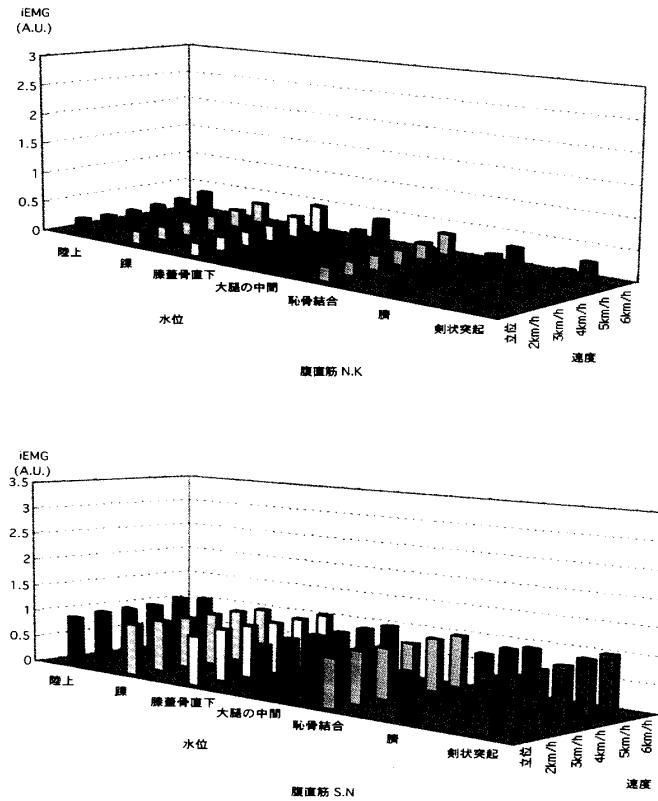 iEMG
(A.U.)
3
2.5
2
1.5
1
0.5
0
陸上
踝
膝蓋骨直下
大腿の中間
恥骨結合
臍
剣状突起
水位
立位
2km/h
3km/h
4km/h
5km/h
6km/h
速度
腹直筋 N.K
iEMG
(A.U.)
3.5
3
2.5
2
1.5
1
0.5
0
陸上
踝
膝蓋骨直下
大腿の中間
恥骨結合
臍
剣状突起
水位
立位
2km/h
3km/h
4km/h
5km/h
6km/h
速度
腹直筋 S.N